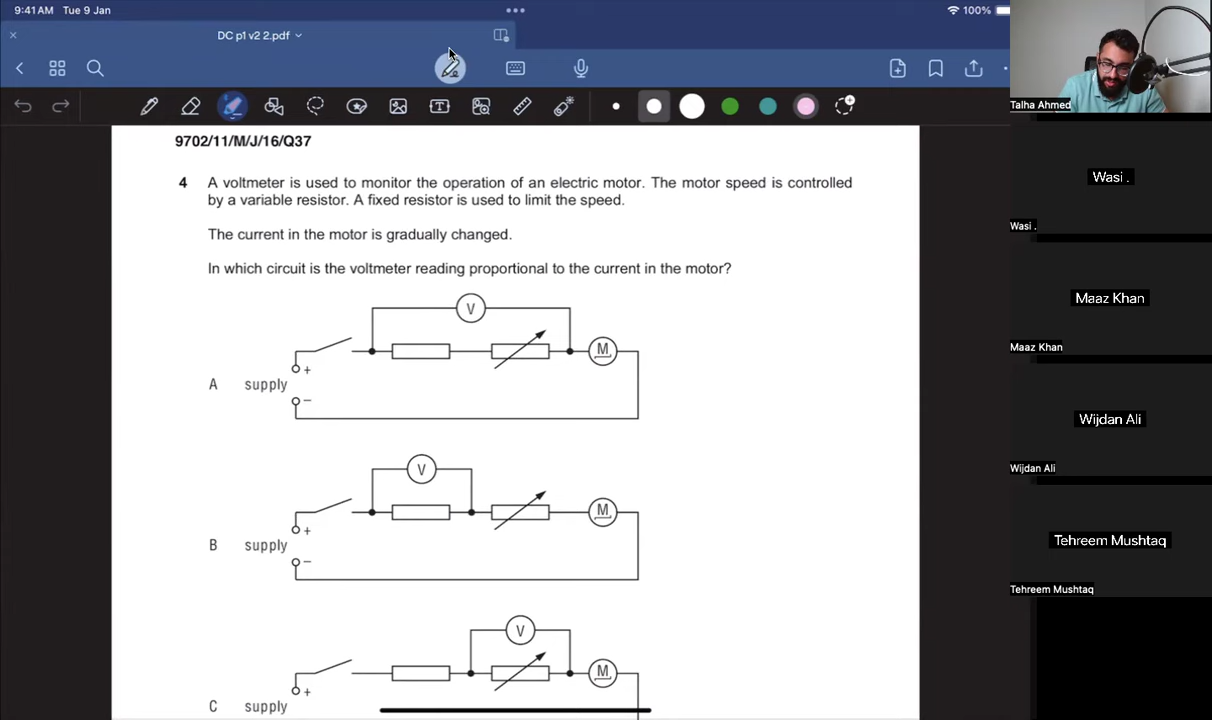 9:41 AM Tue 9 Jan
100%
DC p1 v2 2.pdf
Talha Ahmed
9702/11/M/J/16/Q37
4 A voltmeter is used to monitor the operation of an electric motor. The motor speed is controlled
by a variable resistor. A fixed resistor is used to limit the speed.
The current in the motor is gradually changed.
In which circuit is the voltmeter reading proportional to the current in the motor?
V
M
+
A supply
−
V
M
+
B supply
−
V
M
+
C supply
Wasi .
Wasi .
Maaz Khan
Maaz Khan
Wijdan Ali
Wijdan Ali
Tehreem Mushtaq
Tehreem Mushtaq